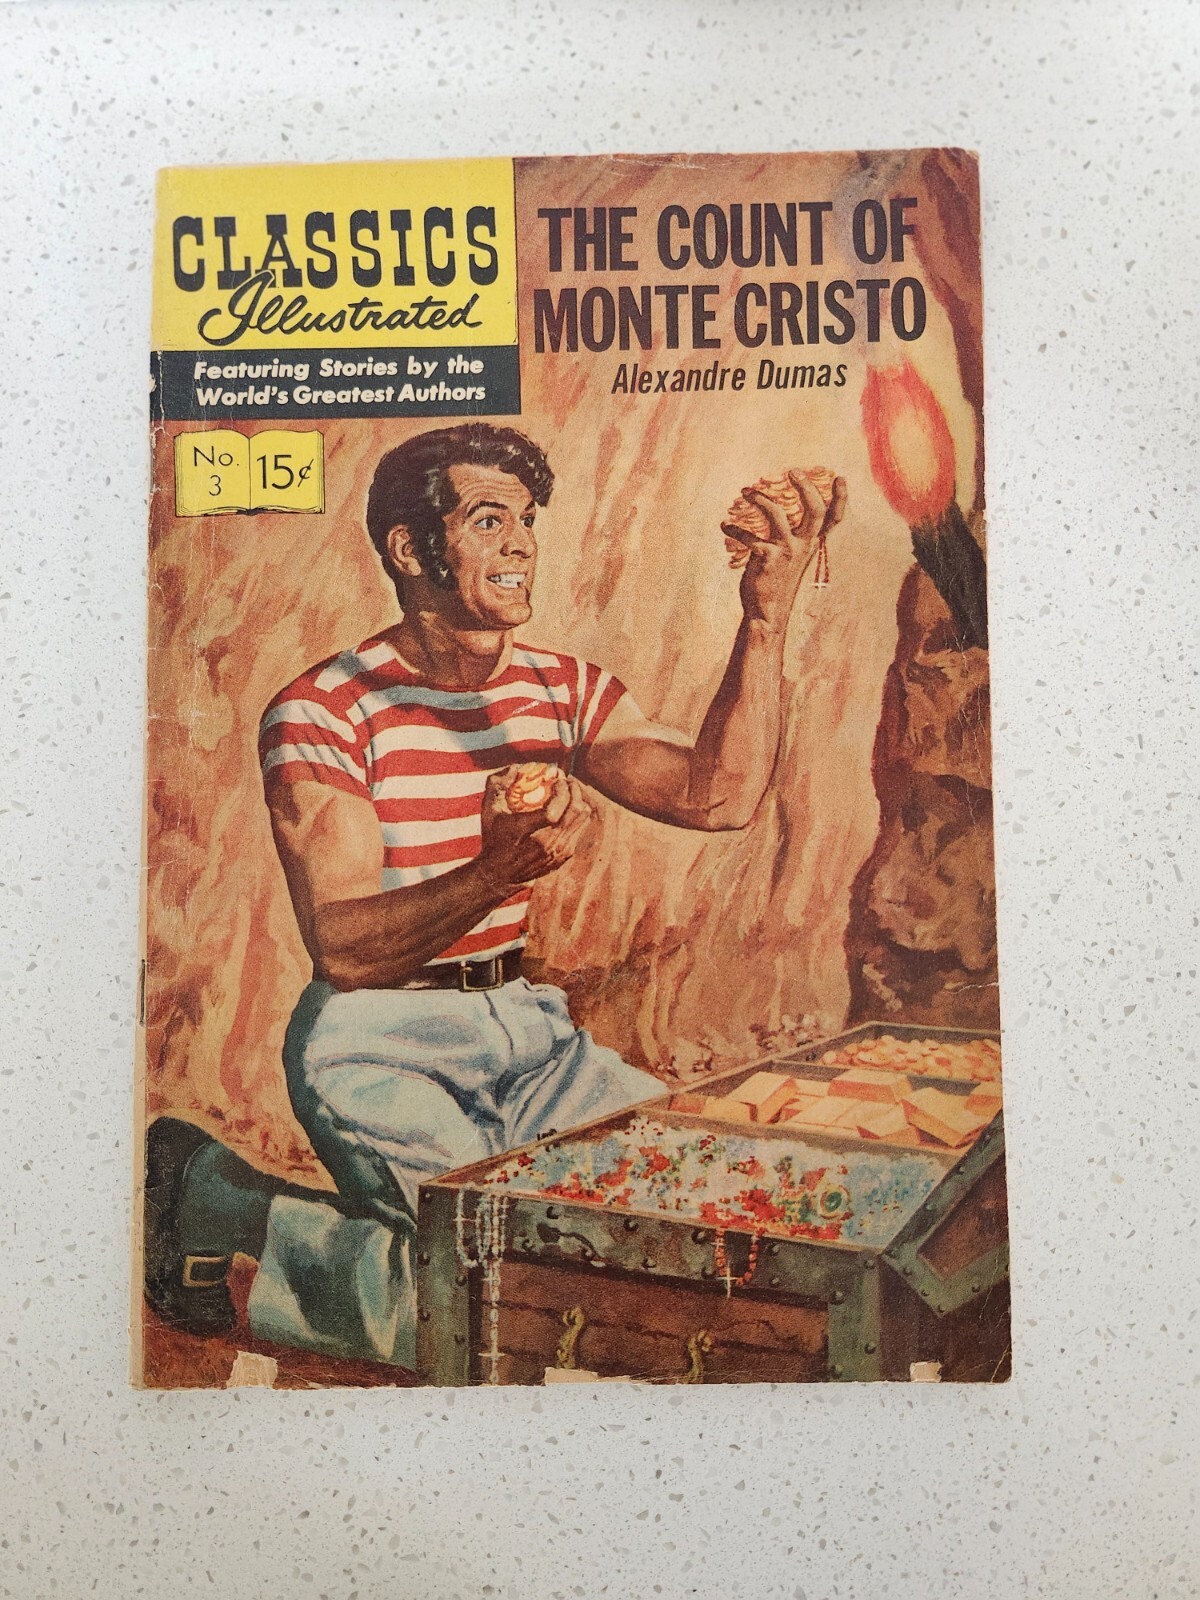 CLASSICS
Illustrated
Featuring Stories by the
World's Greatest Authors
No.
3
15¢
THE COUNT OF
MONTE CRISTO
Alexandre Dumas